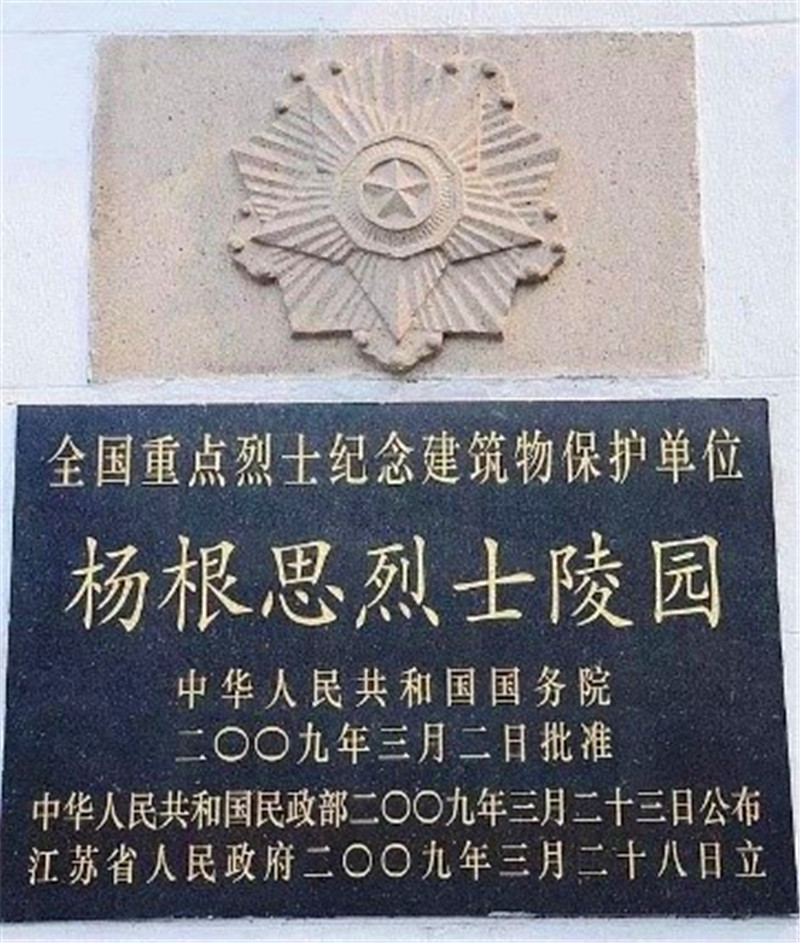 全国重点烈士纪念建筑物保护单位
杨根思烈士陵园
中华人民共和国国务院
二〇〇九年三月二日批准
中华人民共和国民政部二〇〇九年三月二十三日公布
江苏省人民政府二〇〇九年三月二十八日立